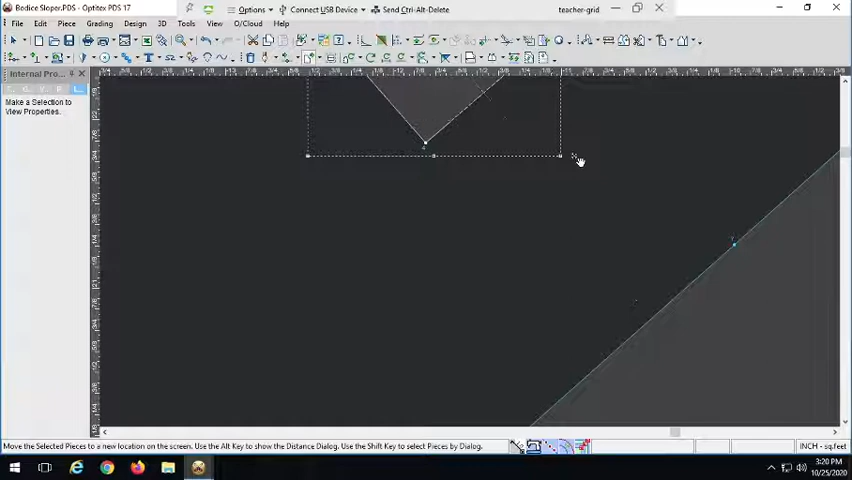 Bodice Sloper.PDS - Optitex PDS 17
Options
Connect USB Device
Send Ctrl-Alt-Delete
teacher-grid
File Edit Piece Grading Design 3D Tools View O/Cloud Help
Internal Pro...
Make a Selection to
View Properties.
Move the Selected Pieces to a new location on the screen. Use the Alt Key to show the Distance Dialog. Use the Shift Key to select Pieces by Dialog.
INCH - sq.feet
3:20 PM
10/25/2020